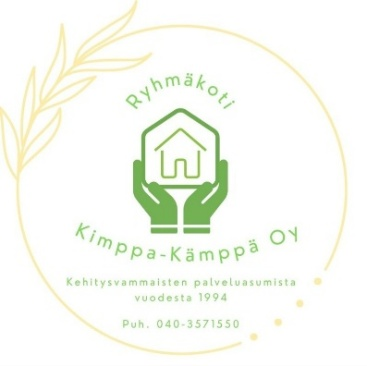 Ryhmäkoti
Kimppa-Kämppä Oy
Kehitysvammaisten palveluasumista
vuodesta 1994
Puh. 040-3571550